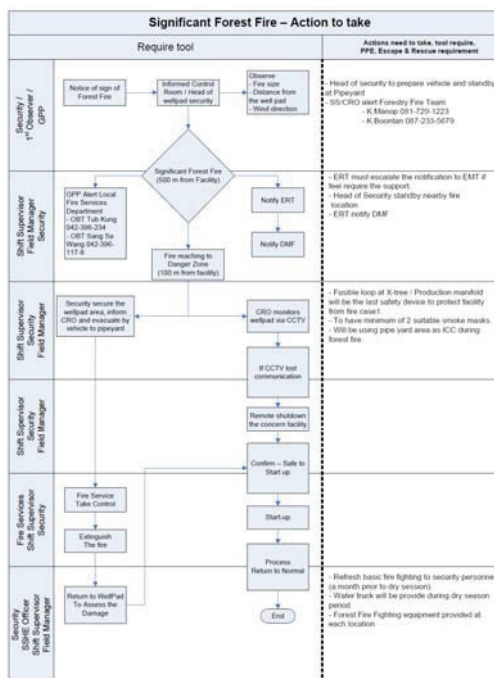 Significant Forest Fire – Action to take
Require tool
Actions need to take, tool require,
PPE, Escape & Rescue requirement
Security /
1st Observer /
GPP
Notice of sign of
Forest Fire
Informed Control
Room / Head of
wellpad security
Observe
- Fire size
- Distance from
the well pad
- Wind direction
- Head of security to prepare vehicle and standby
at Pipeyard
- SS/CRO alert Forestry Fire Team
- K.Manop 081-729-1223
- K.Boontan 087-233-5679
Shift Supervisor
Field Manager
Security
Significant Forest Fire
(500 m from Facility)
GPP Alert Local
Fire Services
Department
- OBT Tub Kung
042-396-234
- OBT Sang Sa
Wang 042-396-
117-8
Notify ERT
Notify DMF
Fire reaching to
Danger Zone
(100 m from facility)
- ERT must escalate the notification to EMT if
feel require the support.
- Head of Security standby nearby fire
location
- ERT notify DMF
Shift Supervisor
Security
Field Manager
Security secure the
wellpad area, inform
CRO and evacuate by
vehicle to pipeyard
CRO monitors
wellpad via CCTV
If CCTV lost
communication
- Fusible loop at X-tree / Production manifold
will be the last safety device to protect facility
from fire case!
- To have minimum of 2 suitable smoke masks.
- Will be using pipe yard area as ICC during
forest fire.
Shift Supervisor
Security
Field Manager
Remote shutdown
the concern facility
Confirm – Safe to
Start up
Fire Services
Shift Supervisor
Security
Fire Service
Take Control
Extinguish
The fire
Start-up
Process
Return to Normal
Security
SSHE Officer
Shift Supervisor
Field Manager
Return to WellPad
To Assess the
Damage
End
- Refresh basic fire fighting to security personnel
(a month prior to dry session).
- Water truck will be provide during dry season
period
- Forest Fire Fighting equipment provided at
each location